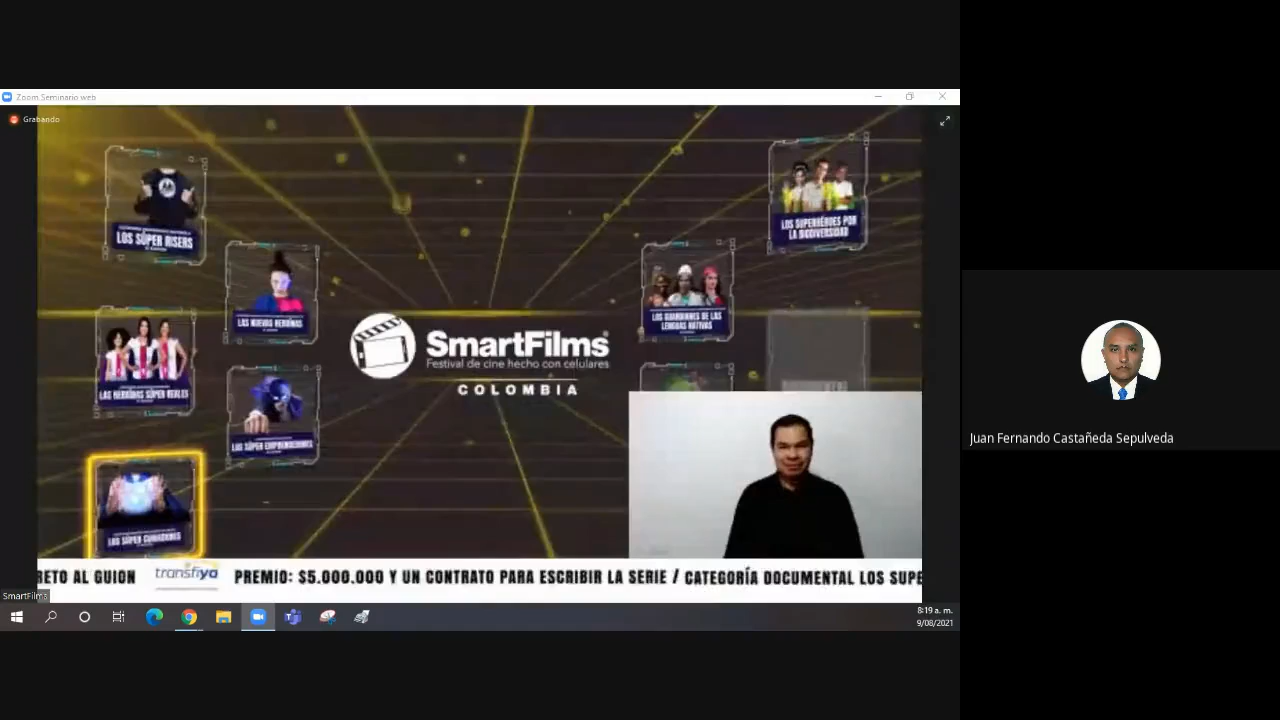 Zoom Seminario web
Grabando
LOS SÚPER RISERS
LAS NUEVAS HEROÍNAS
LAS HEROÍNAS SÚPER REALES
LOS SÚPER EMPRENDEDORES
LOS SÚPER CURADORES
SmartFilms
Festival de cine hecho con celulares
COLOMBIA
LOS SUPERHÉROES POR
LA BIODIVERSIDAD
LOS GUARDIANES DE LAS
LENGUAS NATIVAS
RETO AL GUION transfiya PREMIO: $5.000.000 Y UN CONTRATO PARA ESCRIBIR LA SERIE / CATEGORÍA DOCUMENTAL LOS SUPE
SmartFilms
8:19 a. m.
9/08/2021
Juan Fernando Castañeda Sepulveda